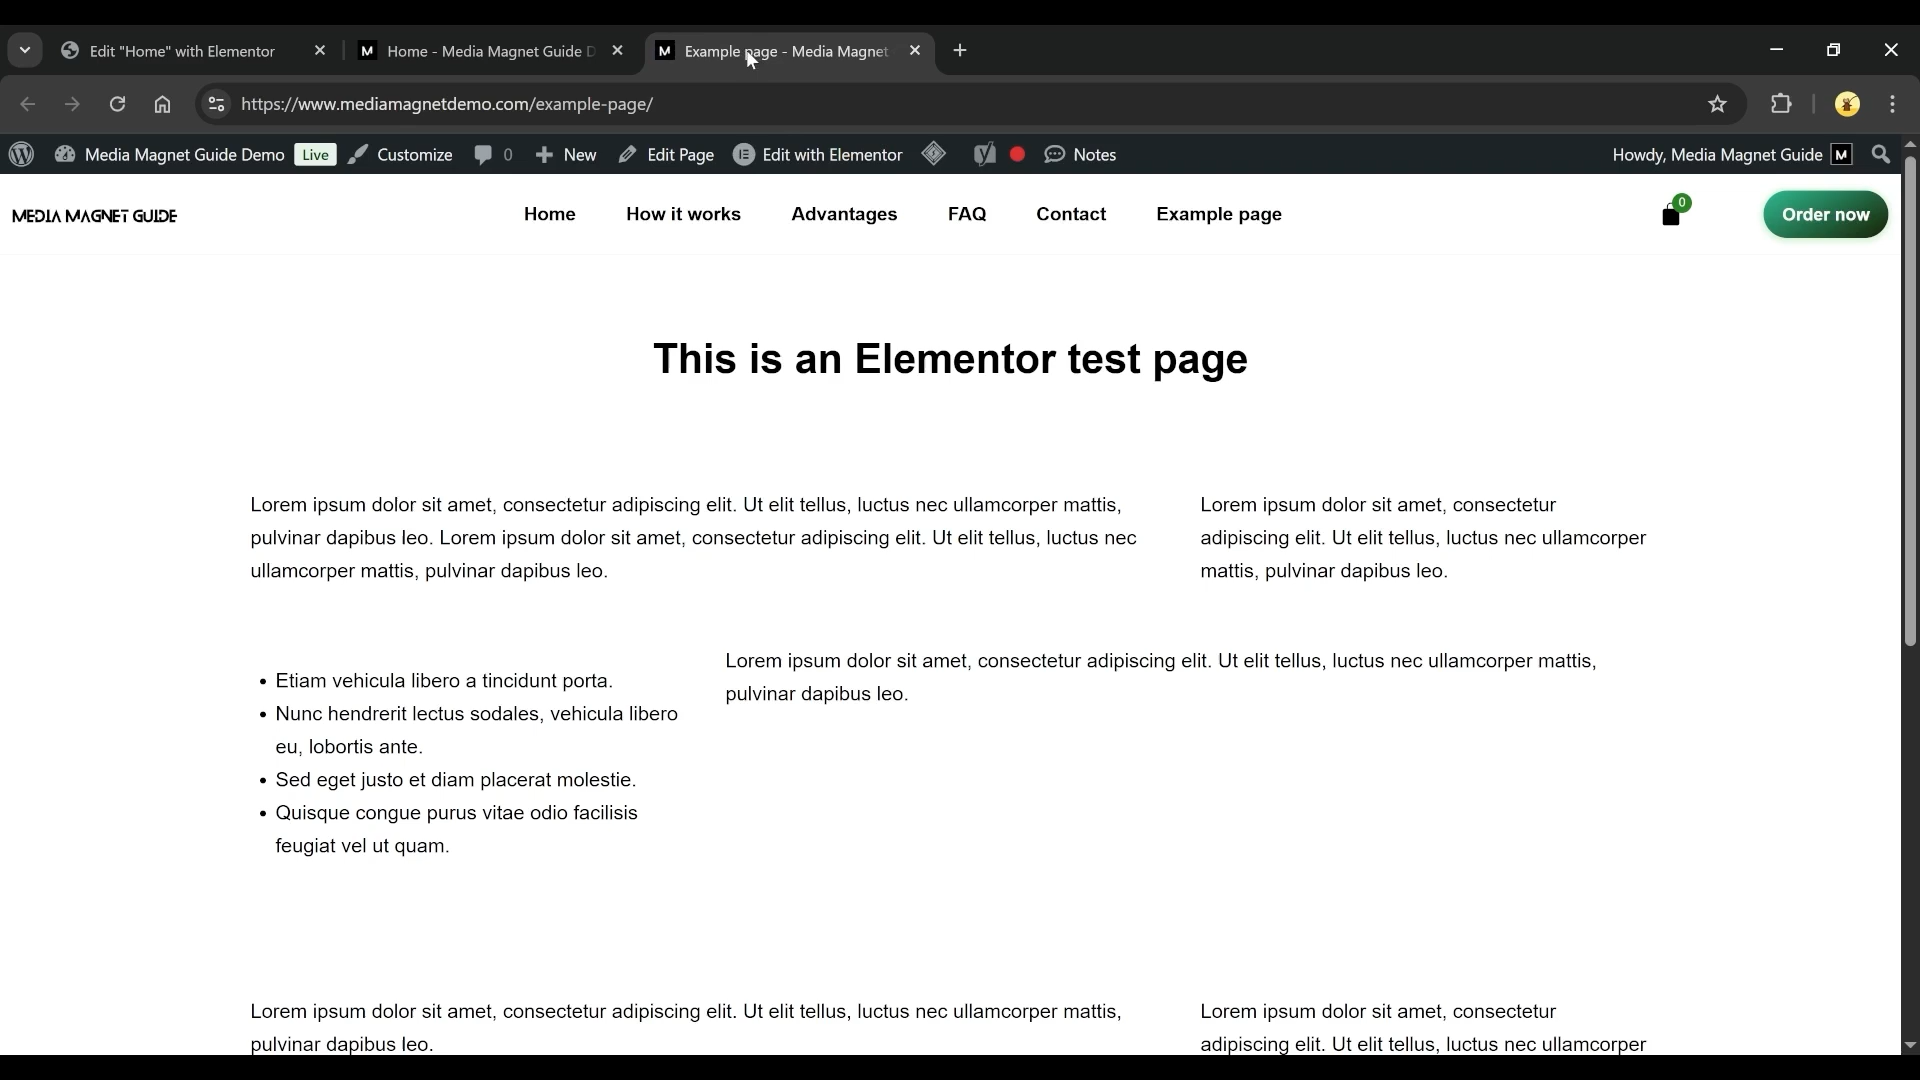 Edit "Home" with Elementor
Home - Media Magnet Guide D
Example page - Media Magnet
https://www.mediamagnetdemo.com/example-page/
Media Magnet Guide Demo Live Customize 0 New Edit Page Edit with Elementor Notes Howdy, Media Magnet Guide M
MEDIA MAGNET GUIDE
Home How it works Advantages FAQ Contact Example page 0 Order now
This is an Elementor test page
Lorem ipsum dolor sit amet, consectetur adipiscing elit. Ut elit tellus, luctus nec ullamcorper mattis,
pulvinar dapibus leo. Lorem ipsum dolor sit amet, consectetur adipiscing elit. Ut elit tellus, luctus nec
ullamcorper mattis, pulvinar dapibus leo.
Lorem ipsum dolor sit amet, consectetur
adipiscing elit. Ut elit tellus, luctus nec ullamcorper
mattis, pulvinar dapibus leo.
• Etiam vehicula libero a tincidunt porta.
• Nunc hendrerit lectus sodales, vehicula libero
eu, lobortis ante.
• Sed eget justo et diam placerat molestie.
• Quisque congue purus vitae odio facilisis
feugiat vel ut quam.
Lorem ipsum dolor sit amet, consectetur adipiscing elit. Ut elit tellus, luctus nec ullamcorper mattis,
pulvinar dapibus leo.
Lorem ipsum dolor sit amet, consectetur adipiscing elit. Ut elit tellus, luctus nec ullamcorper mattis,
pulvinar dapibus leo.
Lorem ipsum dolor sit amet, consectetur
adipiscing elit. Ut elit tellus, luctus nec ullamcorper